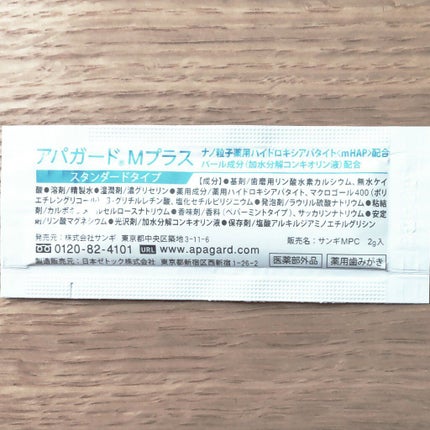 アパガード®Mプラス
スタンダードタイプ
ナノ粒子薬用ハイドロキシアパタイト<mHAP>配合
パール成分(加水分解コンキオリン液)配合
【成分】●基剤/歯磨用リン酸水素カルシウム、無水ケイ
酸●溶剤/精製水●湿潤剤/濃グリセリン●薬用成分/薬用ハイドロキシアパタイト、マクロゴール400(ポリ
エチレングリコール)、β-グリチルレチン酸、塩化セチルピリジニウム●発泡剤/ラウリル硫酸ナトリウム●粘結
剤/カルボキシメチルセルロースナトリウム●香味剤/香料(ペパーミントタイプ)、サッカリンナトリウム●安定
剤/リン酸マグネシウム●光沢剤/加水分解コンキオリン液●保存剤/塩酸アルキルジアミノエチルグリシン
発売元：株式会社サンギ 東京都中央区築地3-11-6
販売名：サンギMPC 2g入
0120-82-4101 URL www.apagard.com
医薬部外品 薬用歯みがき
製造販売元：日本ゼトック株式会社 東京都新宿区西新宿1-26-2